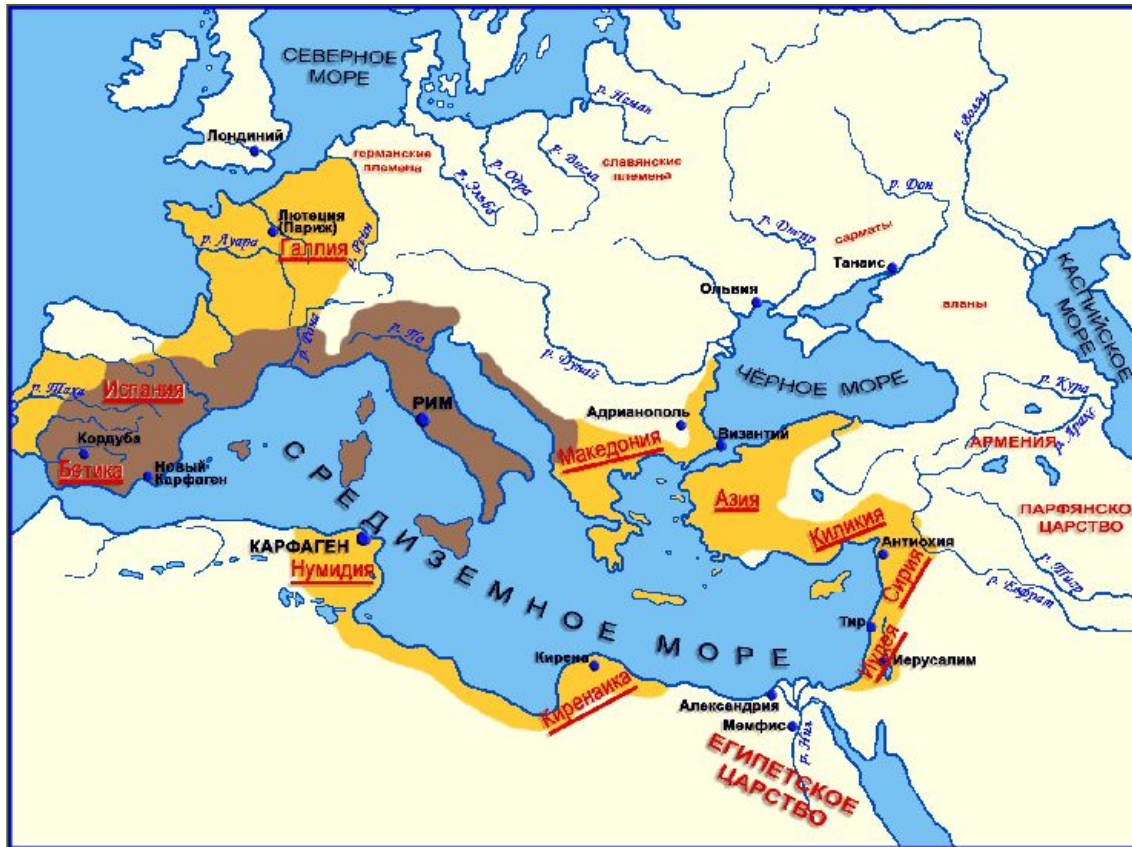 СЕВЕРНОЕ
МОРЕ
р. Неман
р. Волга
Лондиний
германские
племена
р. Эльба
р. Одра
р. Висла
славянские
племена
р. Дон
Лютеция
(Париж)
р. Луара
Галлия
р. Рейн
р. Днепр
сарматы
Танаис
Ольвия
аланы
КАСПИЙСКОЕ
МОРЕ
р. Рона
р. По
р. Дунай
ЧЁРНОЕ МОРЕ
р. Кура
р. Аракс
р. Таха
Испания
РИМ
Адрианополь
Византий
АРМЕНИЯ
Кордуба
Бетика
Новый
Карфаген
Македония
Азия
Киликия
ПАРФЯНСКОЕ
ЦАРСТВО
КАРФАГЕН
Нумидия
СРЕДИЗЕМНОЕ МОРЕ
Антиохия
Сирия
р. Тигр
р. Евфрат
Тир
Иудея
Иерусалим
Кирена
Киренаика
Александрия
Мемфис
р. Нил
ЕГИПЕТСКОЕ
ЦАРСТВО